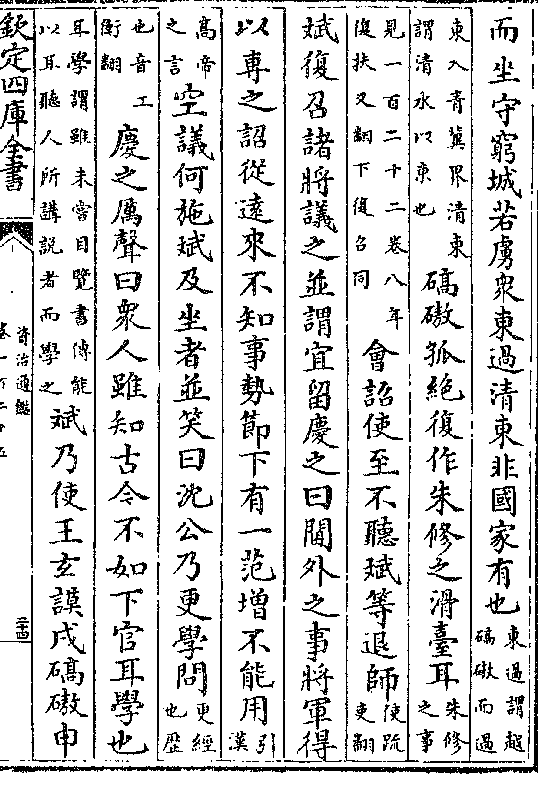 而坐守窮城若虜衆東過清東非國家有也東過謂越碻磝而過
東入青冀界清東謂清水以東也碻磝孤絶復作朱修之滑臺耳朱修之事
見一百二十二卷八年復扶又翻下復召同會詔使至不聽斌等退師使䟽吏翻
斌復召諸將議之並謂宜留慶之曰閫外之事將軍得
以專之詔從遠來不知事勢節下有一范增不能用引漢
髙帝之言空議何施斌及坐者並笑曰沈公乃更學問更經也歴
也音工衡翻慶之厲聲曰衆人雖知古今不如下官耳學也
耳學謂雖未嘗目覽書傳能以耳聽人所講説者而學之斌乃使王玄謨戍碻磝申
欽定四庫全書
資治通鑑
卷一百二十五
二十四